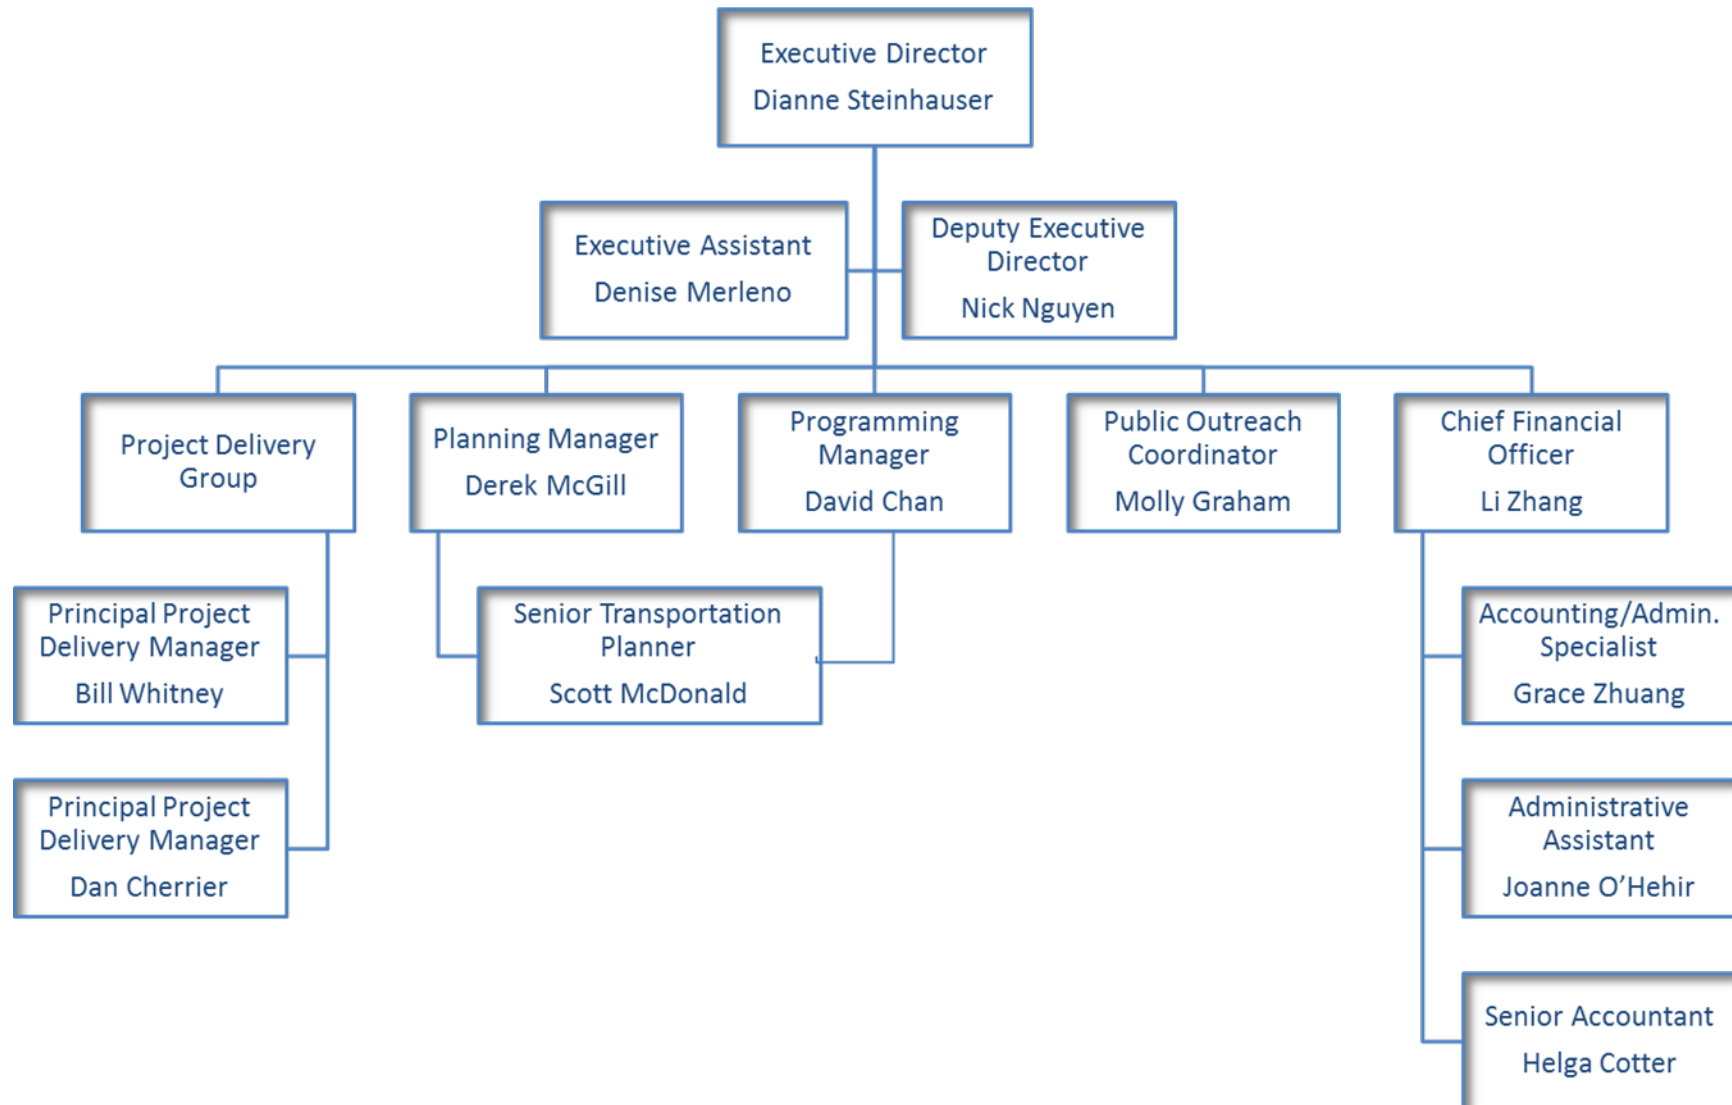 Executive Director
Dianne Steinhauser
Executive Assistant
Denise Merleno
Deputy Executive
Director
Nick Nguyen
Project Delivery
Group
Planning Manager
Derek McGill
Programming
Manager
David Chan
Public Outreach
Coordinator
Molly Graham
Chief Financial
Officer
Li Zhang
Principal Project
Delivery Manager
Bill Whitney
Senior Transportation
Planner
Scott McDonald
Accounting/Admin.
Specialist
Grace Zhuang
Principal Project
Delivery Manager
Dan Cherrier
Administrative
Assistant
Joanne O’Hehir
Senior Accountant
Helga Cotter